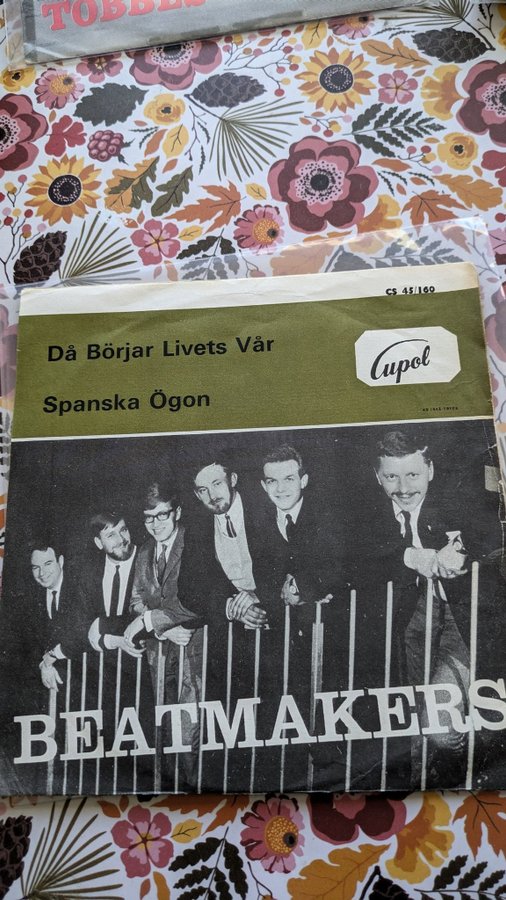 TOBBES
CS 45/160
Då Börjar Livets Vår
Cupol
Spanska Ögon
BEATMAKERS